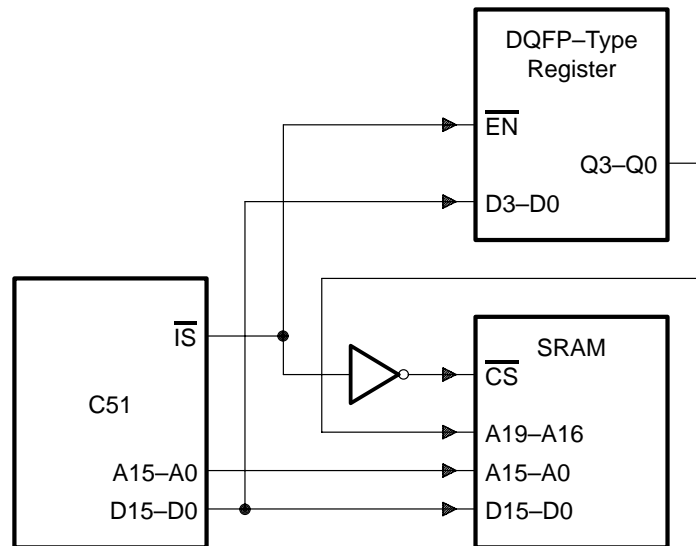 DQFP–Type
Register
EN
Q3–Q0
D3–D0
IS
C51
A15–A0
D15–D0
SRAM
CS
A19–A16
A15–A0
D15–D0